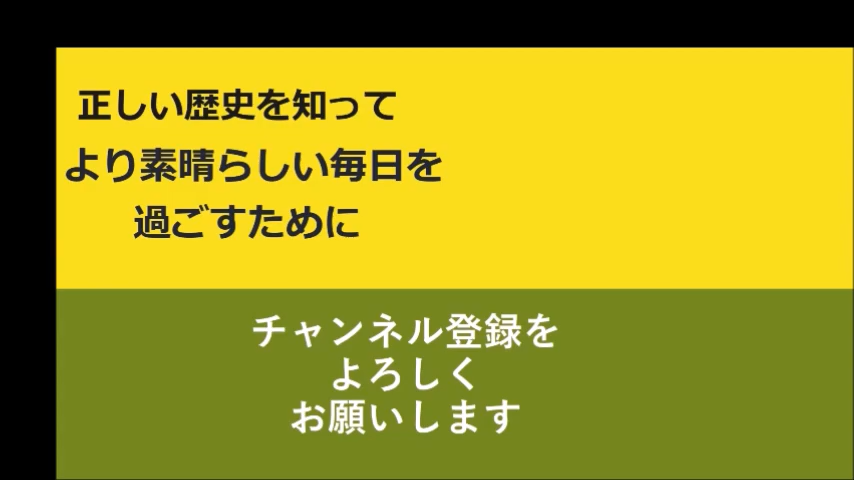 正しい歴史を知って
より素晴らしい毎日を
過ごすために
チャンネル登録を
よろしく
お願いします